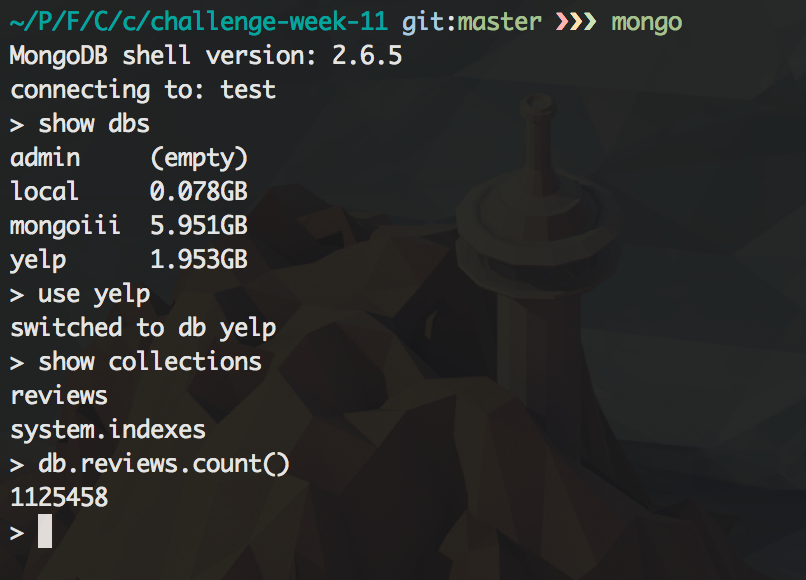 ~/P/F/C/c/challenge-week-11 git:master ❯❯❯ mongo
MongoDB shell version: 2.6.5
connecting to: test
> show dbs
admin     (empty)
local     0.078GB
mongoiii  5.951GB
yelp      1.953GB
> use yelp
switched to db yelp
> show collections
reviews
system.indexes
> db.reviews.count()
1125458
>